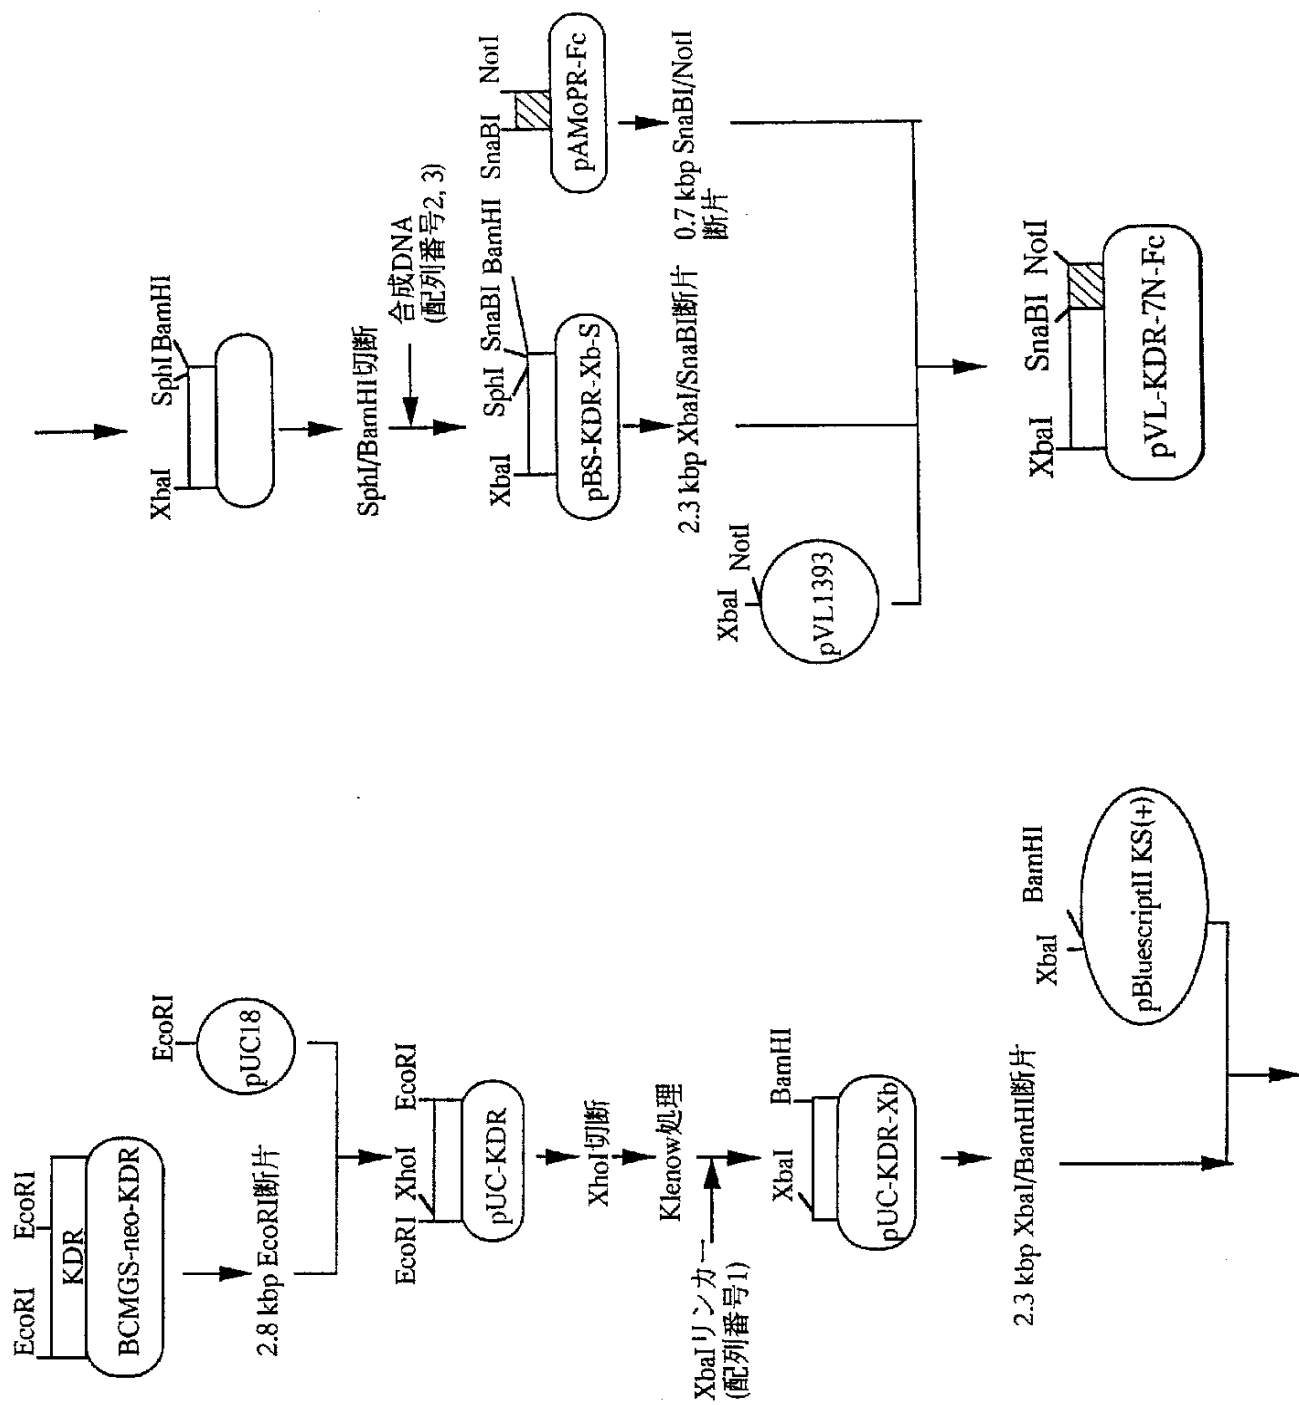 EcoRI
EcoRI
KDR
BCMGS-neo-KDR
2.8 kbp EcoRI断片
EcoRI
pUC18
EcoRI
XhoI
EcoRI
pUC-KDR
XhoI切断
Klenow処理
XbaIリンカー
(配列番号1)
XbaI
BamHI
pUC-KDR-Xb
2.3 kbp XbaI/BamHI断片
XbaI
BamHI
pBluescriptII KS(+)
XbaI
SphI
BamHI
SphI/BamHI切断
合成DNA
(配列番号2, 3)
XbaI
SphI
SnaBI
BamHI
pBS-KDR-Xb-S
2.3 kbp XbaI/SnaBI断片
SnaBI
NotI
pAMoPR-Fc
0.7 kbp SnaBI/NotI
断片
XbaI
NotI
pVL1393
XbaI
SnaBI
NotI
pVL-KDR-7N-Fc